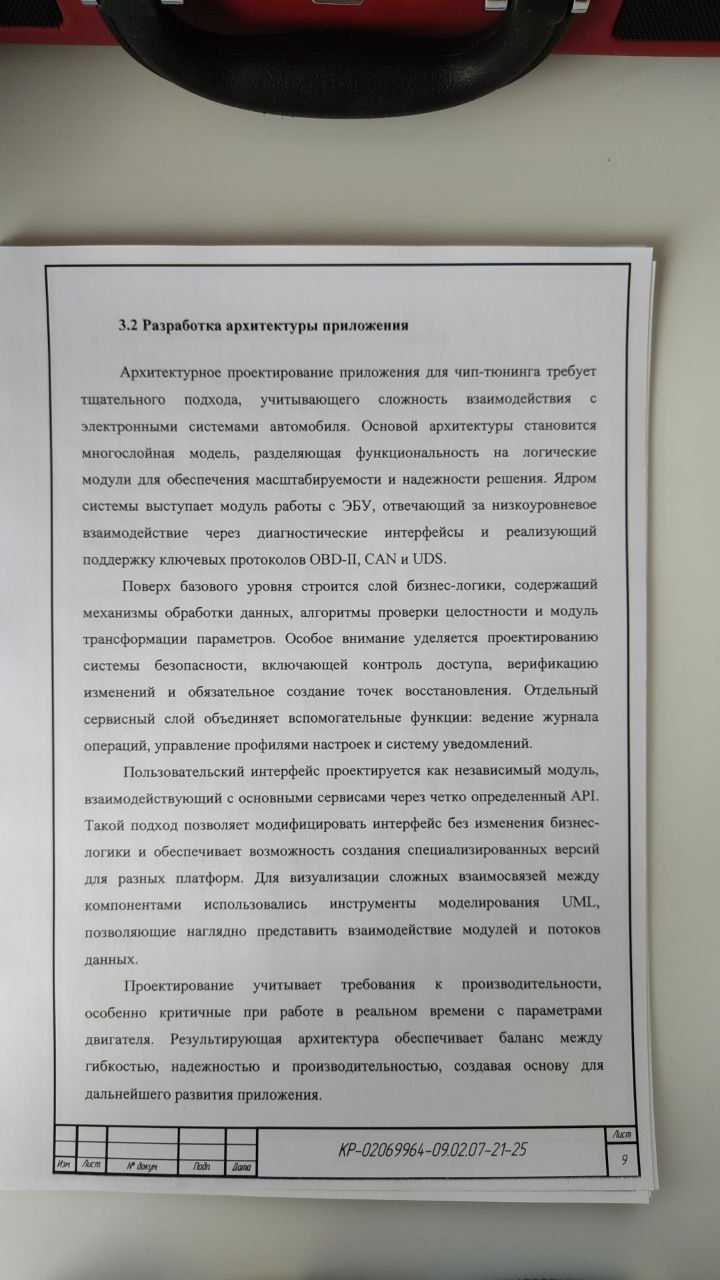 3.2 Разработка архитектуры приложения
Архитектурное проектирование приложения для чип-тюнинга требует
тщательного подхода, учитывающего сложность взаимодействия с
электронными системами автомобиля. Основой архитектуры становится
многослойная модель, разделяющая функциональность на логические
модули для обеспечения масштабируемости и надежности решения. Ядром
системы выступает модуль работы с ЭБУ, отвечающий за низкоуровневое
взаимодействие через диагностические интерфейсы и реализующий
поддержку ключевых протоколов OBD-II, CAN и UDS.
Поверх базового уровня строится слой бизнес-логики, содержащий
механизмы обработки данных, алгоритмы проверки целостности и модуль
трансформации параметров. Особое внимание уделяется проектированию
системы безопасности, включающей контроль доступа, верификацию
изменений и обязательное создание точек восстановления. Отдельный
сервисный слой объединяет вспомогательные функции: ведение журнала
операций, управление профилями настроек и систему уведомлений.
Пользовательский интерфейс проектируется как независимый модуль,
взаимодействующий с основными сервисами через четко определенный API.
Такой подход позволяет модифицировать интерфейс без изменения бизнес-
логики и обеспечивает возможность создания специализированных версий
для разных платформ. Для визуализации сложных взаимосвязей между
компонентами использовались инструменты моделирования UML,
позволяющие наглядно представить взаимодействие модулей и потоков
данных.
Проектирование учитывает требования к производительности,
особенно критичные при работе в реальном времени с параметрами
двигателя. Результирующая архитектура обеспечивает баланс между
гибкостью, надежностью и производительностью, создавая основу для
дальнейшего развития приложения.
КР-02069964-09.02.07-21-25
Лист
9
Изм. Лист № докум. Подп. Дата